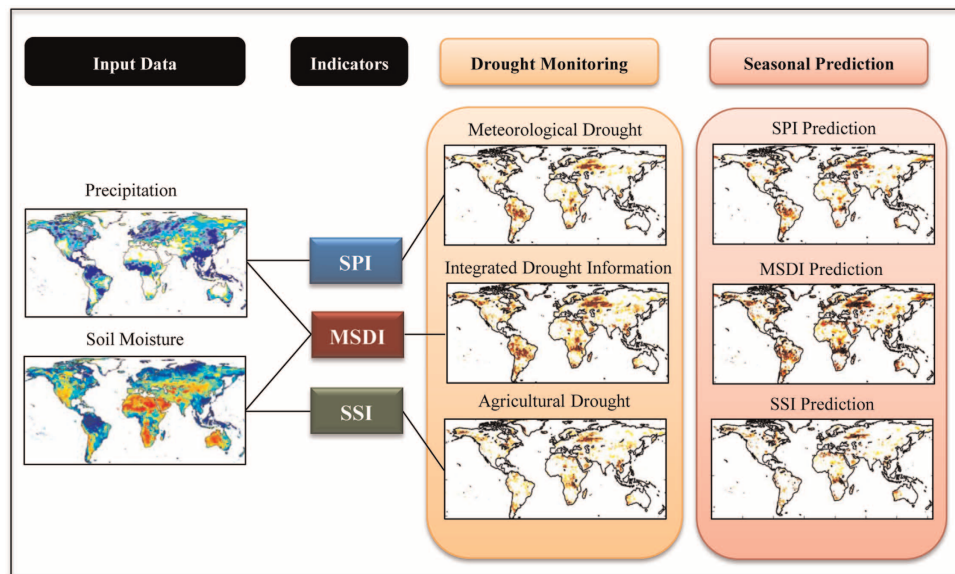 Input Data
Indicators
Drought Monitoring
Seasonal Prediction
Precipitation
Soil Moisture
SPI
MSDI
SSI
Meteorological Drought
Integrated Drought Information
Agricultural Drought
SPI Prediction
MSDI Prediction
SSI Prediction